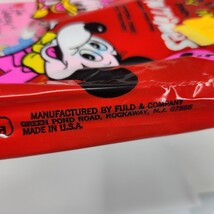 MANUFACTURED BY FULD & COMPANY
GREEN POND ROAD, ROCKAWAY, N.J. 07866
MADE IN U.S.A.